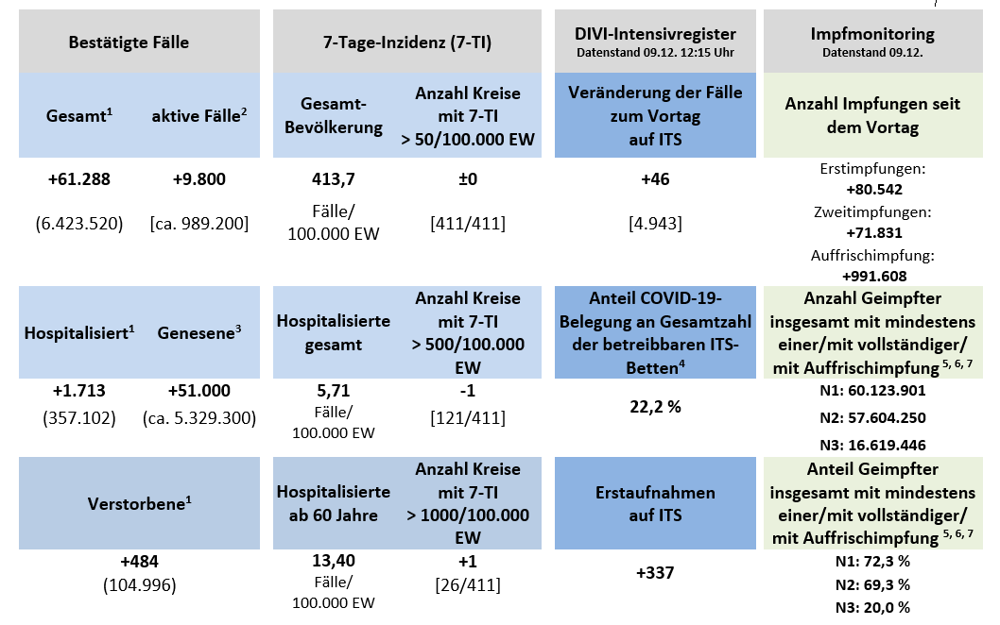 Bestätigte Fälle
7-Tage-Inzidenz (7-TI)
DIVI-Intensivregister
Datenstand 09.12. 12:15 Uhr
Impfmonitoring
Datenstand 09.12.
Gesamt¹
aktive Fälle²
Gesamt-
Bevölkerung
Anzahl Kreise
mit 7-TI
> 50/100.000 EW
Veränderung der Fälle
zum Vortag
auf ITS
Anzahl Impfungen seit
dem Vortag
+61.288
(6.423.520)
+9.800
[ca. 989.200]
413,7
Fälle/
100.000 EW
±0
[411/411]
+46
[4.943]
Erstimpfungen:
+80.542
Zweitimpfungen:
+71.831
Auffrischimpfung:
+991.608
Hospitalisiert¹
Genesene³
Hospitalisierte
gesamt
Anzahl Kreise
mit 7-TI
> 500/100.000
EW
Anteil COVID-19-
Belegung an Gesamtzahl
der betreibbaren ITS-
Betten⁴
Anzahl Geimpfter
insgesamt mit mindestens
einer/mit vollständiger/
mit Auffrischimpfung ⁵, ⁶, ⁷
+1.713
(357.102)
+51.000
(ca. 5.329.300)
5,71
Fälle/
100.000 EW
-1
[121/411]
22,2 %
N1: 60.123.901
N2: 57.604.250
N3: 16.619.446
Verstorbene¹
Hospitalisierte
ab 60 Jahre
Anzahl Kreise
mit 7-TI
> 1000/100.000
EW
Erstaufnahmen
auf ITS
Anteil Geimpfter
insgesamt mit mindestens
einer/mit vollständiger/
mit Auffrischimpfung ⁵, ⁶, ⁷
+484
(104.996)
13,40
Fälle/
100.000 EW
+1
[26/411]
+337
N1: 72,3 %
N2: 69,3 %
N3: 20,0 %